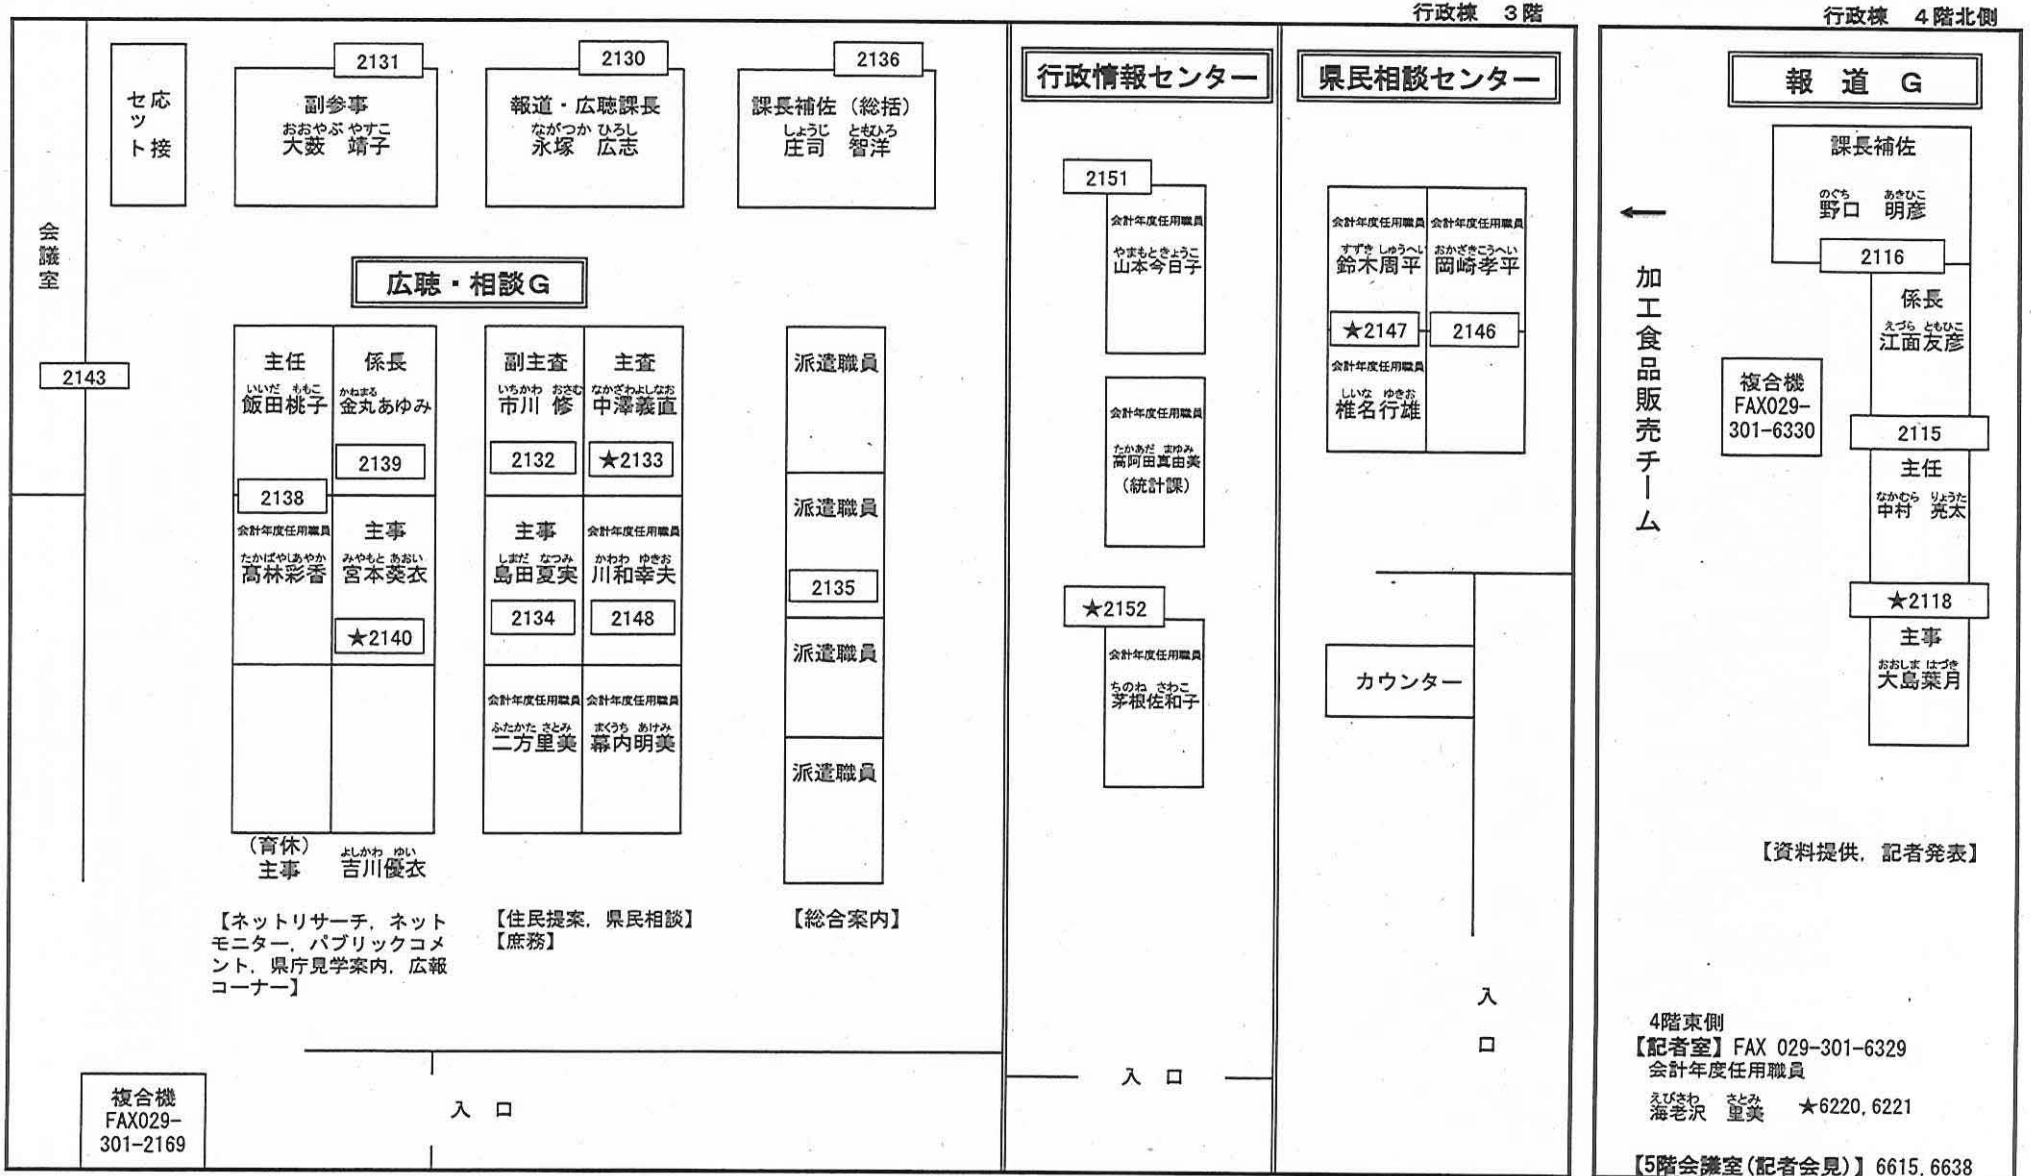 行政棟 3階
行政棟 4階北側
会議室
2143
応接セット
2131
副参事
おおやぶ やすこ
大薮 靖子
2130
報道・広聴課長
ながつか ひろし
永塚 広志
2136
課長補佐（総括）
しょうじ ともひろ
庄司 智洋
広聴・相談G
主任
いいだ ももこ
飯田桃子
係長
かねまる
金丸あゆみ
2139
2138
会計年度任用職員
たかばやしあやか
髙林彩香
主事
みやもと あおい
宮本葵衣
★2140
（育休）
主事
よしかわ ゆい
吉川優衣
【ネットリサーチ，ネット
モニター，パブリックコメ
ント，県庁見学案内，広報
コーナー】
副主査
いちかわ おさむ
市川 修
主査
なかざわよしなお
中澤義直
2132
★2133
主事
しまだ なつみ
島田夏実
会計年度任用職員
かわわ ゆきお
川和幸夫
2134
2148
会計年度任用職員
ふたかた さとみ
二方里美
会計年度任用職員
まくうち あけみ
幕内明美
【住民提案，県民相談】
【庶務】
派遣職員
派遣職員
2135
派遣職員
派遣職員
【総合案内】
複合機
FAX029-
301-2169
入 口
行政情報センター
2151
会計年度任用職員
やまもときょうこ
山本今日子
会計年度任用職員
たかあだ まゆみ
高阿田真由美
（統計課）
★2152
会計年度任用職員
ちのね さわこ
茅根佐和子
入 口
県民相談センター
会計年度任用職員
すずき しゅうへい
鈴木周平
会計年度任用職員
おかざきこうへい
岡崎孝平
★2147
2146
会計年度任用職員
しいな ゆきお
椎名行雄
カウンター
入口
報 道 G
課長補佐
のぐち あきひこ
野口 明彦
2116
←
加工食品販売チーム
係長
えづら ともひこ
江面友彦
複合機
FAX029-
301-6330
2115
主任
なかむら りょうた
中村 亮太
★2118
主事
おおしま はづき
大島葉月
【資料提供，記者発表】
4階東側
【記者室】FAX 029-301-6329
会計年度任用職員
えびさわ さとみ
海老沢 里美 ★6220,6221
【5階会議室(記者会見)】6615,6638